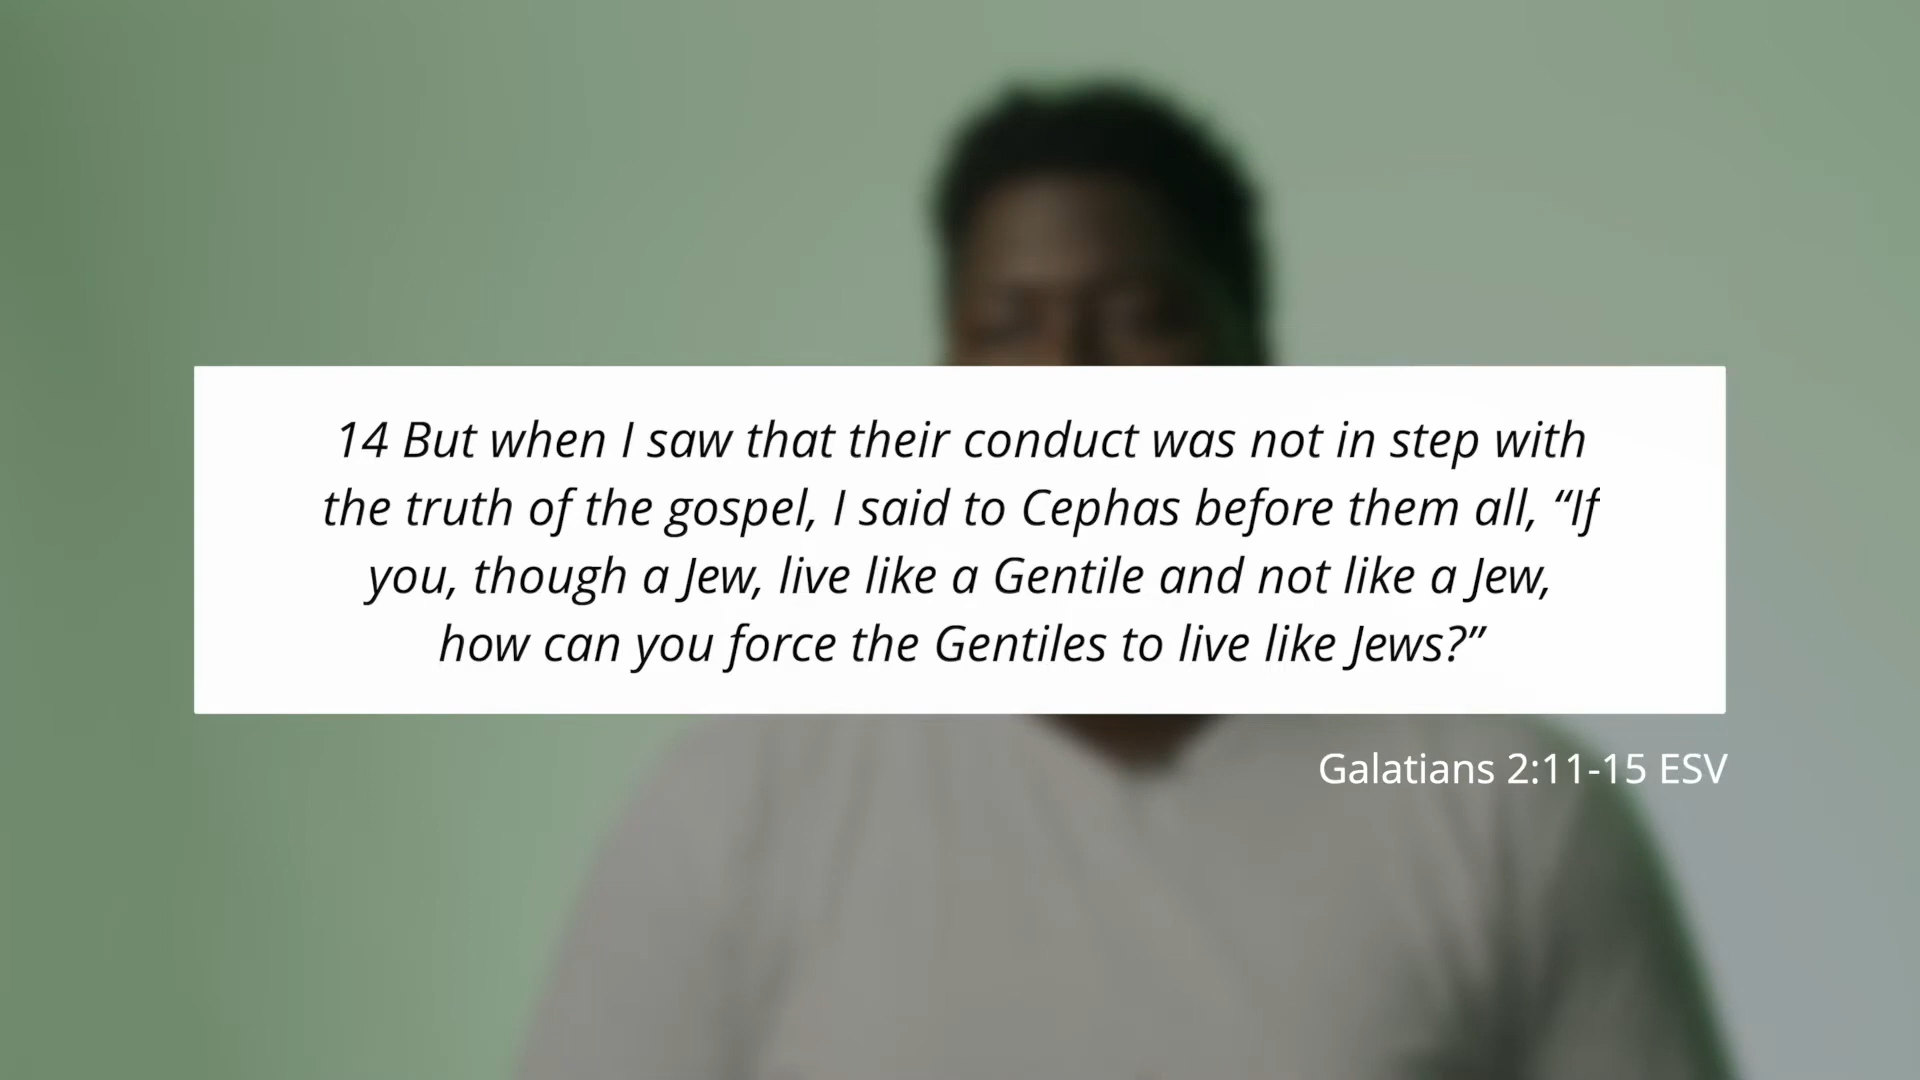 14 But when I saw that their conduct was not in step with
the truth of the gospel, I said to Cephas before them all, “If
you, though a Jew, live like a Gentile and not like a Jew,
how can you force the Gentiles to live like Jews?”
Galatians 2:11-15 ESV